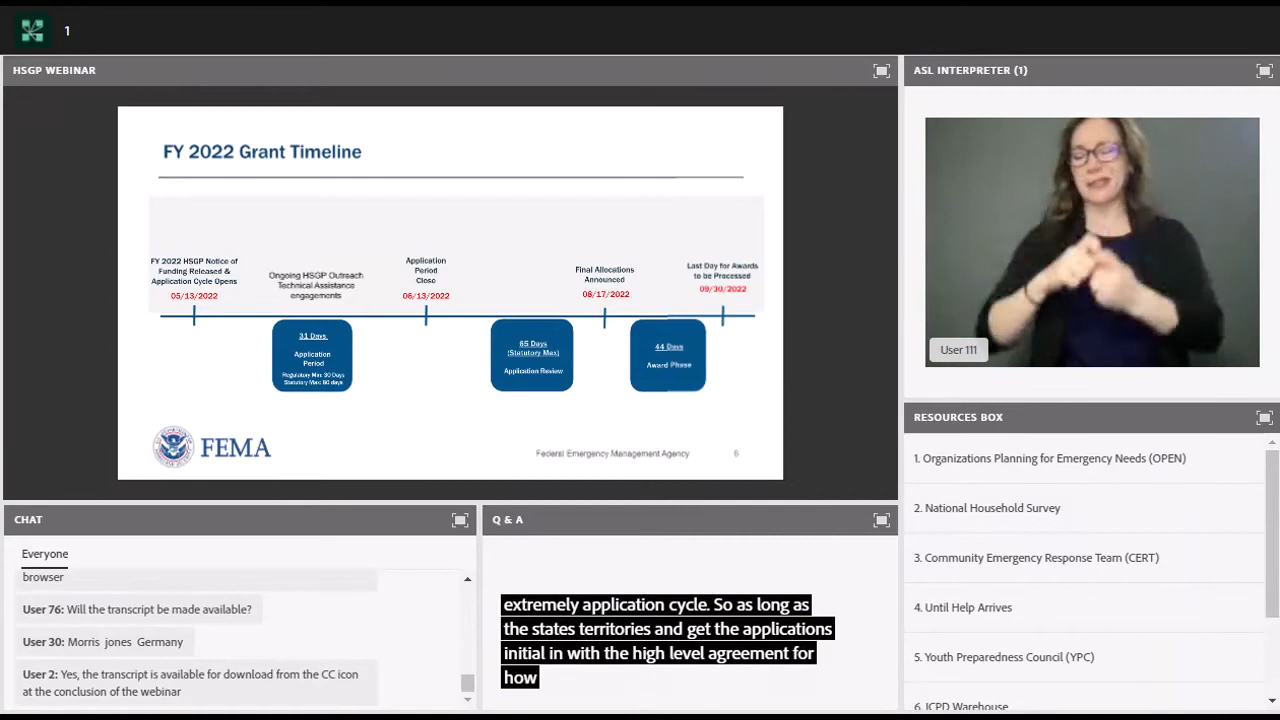 1
HSGP WEBINAR
FY 2022 Grant Timeline
FY 2022 HSGP Notice of
Funding Released &
Application Cycle Opens
05/13/2022
Ongoing HSGP Outreach
Technical Assistance
engagements
Application
Period
Close
06/13/2022
Final Allocations
Announced
08/17/2022
Last Day for Awards
to be Processed
09/30/2022
31 Days
Application
Period
Regulatory Min: 30 Days
Statutory Max: 80 days
65 Days
(Statutory Max)
Application Review
44 Days
Award Phase
FEMA
Federal Emergency Management Agency
6
ASL INTERPRETER (1)
User 111
RESOURCES BOX
1. Organizations Planning for Emergency Needs (OPEN)
2. National Household Survey
3. Community Emergency Response Team (CERT)
4. Until Help Arrives
5. Youth Preparedness Council (YPC)
6. ICPD Warehouse
CHAT
Everyone
browser
User 76: Will the transcript be made available?
User 30: Morris jones Germany
User 2: Yes, the transcript is available for download from the CC icon
at the conclusion of the webinar
Q & A
extremely application cycle. So as long as
the states territories and get the applications
initial in with the high level agreement for
how